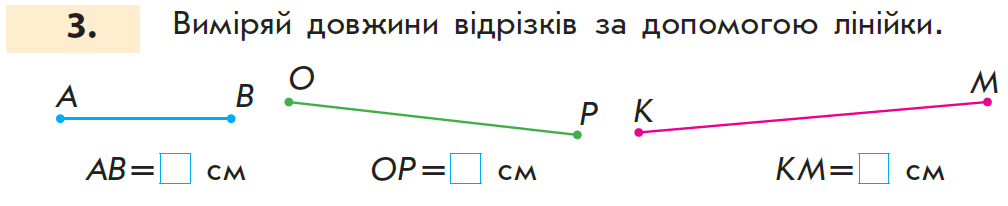 3. Виміряй довжини відрізків за допомогою лінійки.
A B O P K M
AB= см OP= см KM= см